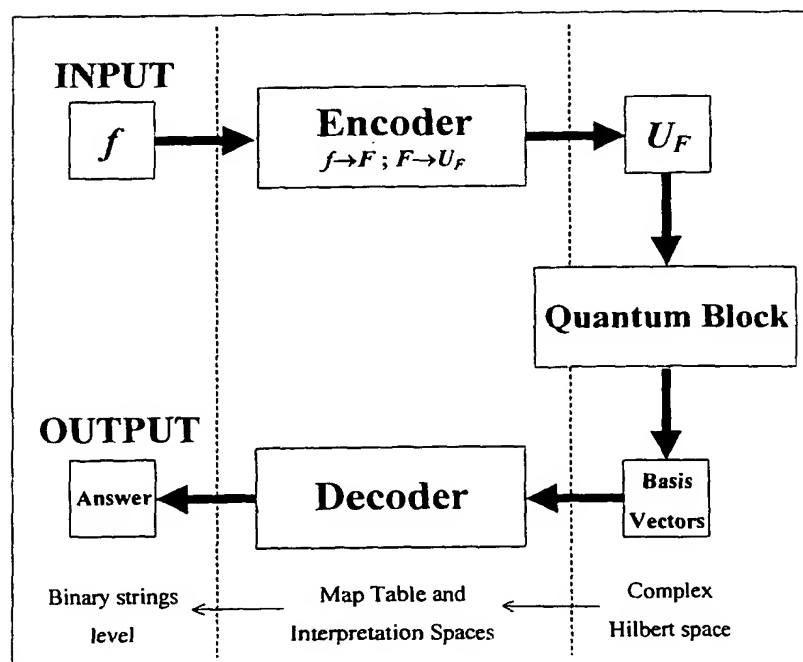 INPUT
f
Encoder
f→F ; F→U_F
U_F
Quantum Block
OUTPUT
Answer
Decoder
Basis
Vectors
Binary strings
level
Map Table and
Interpretation Spaces
Complex
Hilbert space